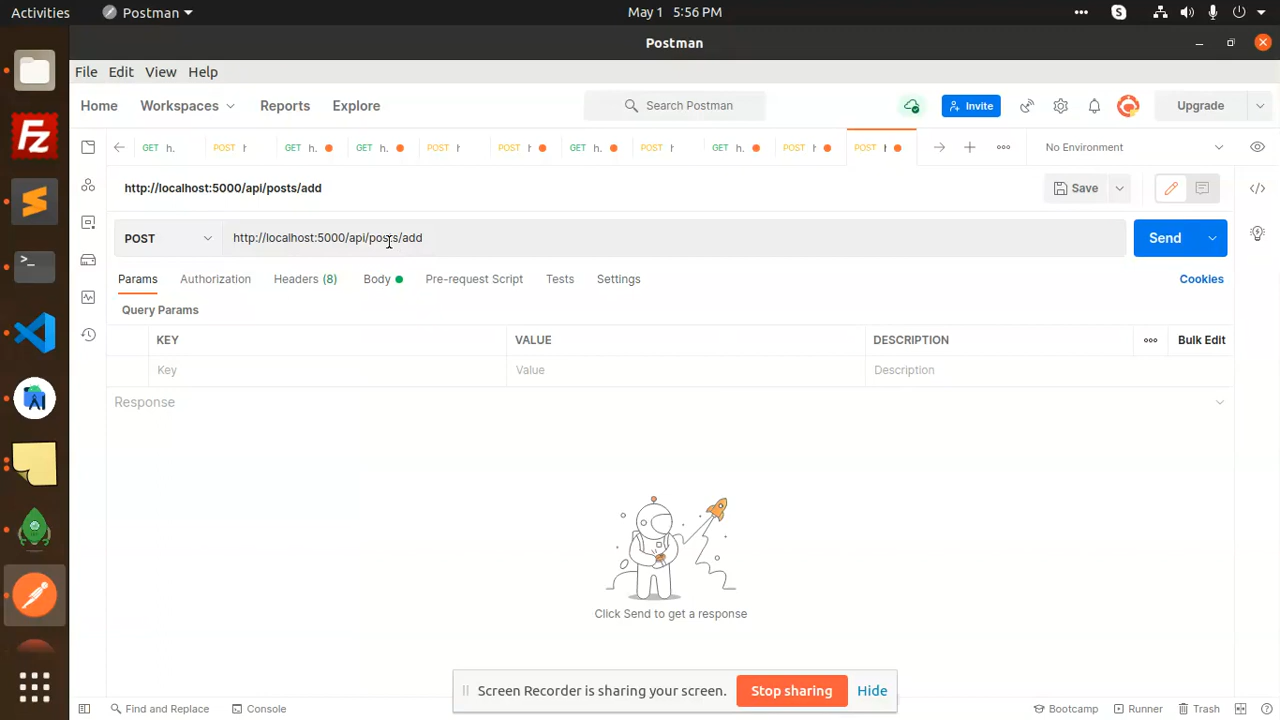 Activities
Postman
May 1 5:56 PM
Postman
File Edit View Help
Home Workspaces Reports Explore Search Postman Invite Upgrade
GET h. POST h GET h. GET h. POST h POST h GET h. POST h GET h. POST h POST h No Environment
http://localhost:5000/api/posts/add Save
POST http://localhost:5000/api/posts/add Send
Params Authorization Headers (8) Body Pre-request Script Tests Settings Cookies
Query Params
KEY VALUE DESCRIPTION Bulk Edit
Key Value Description
Response
Click Send to get a response
Screen Recorder is sharing your screen. Stop sharing Hide
Find and Replace Console Bootcamp Runner Trash